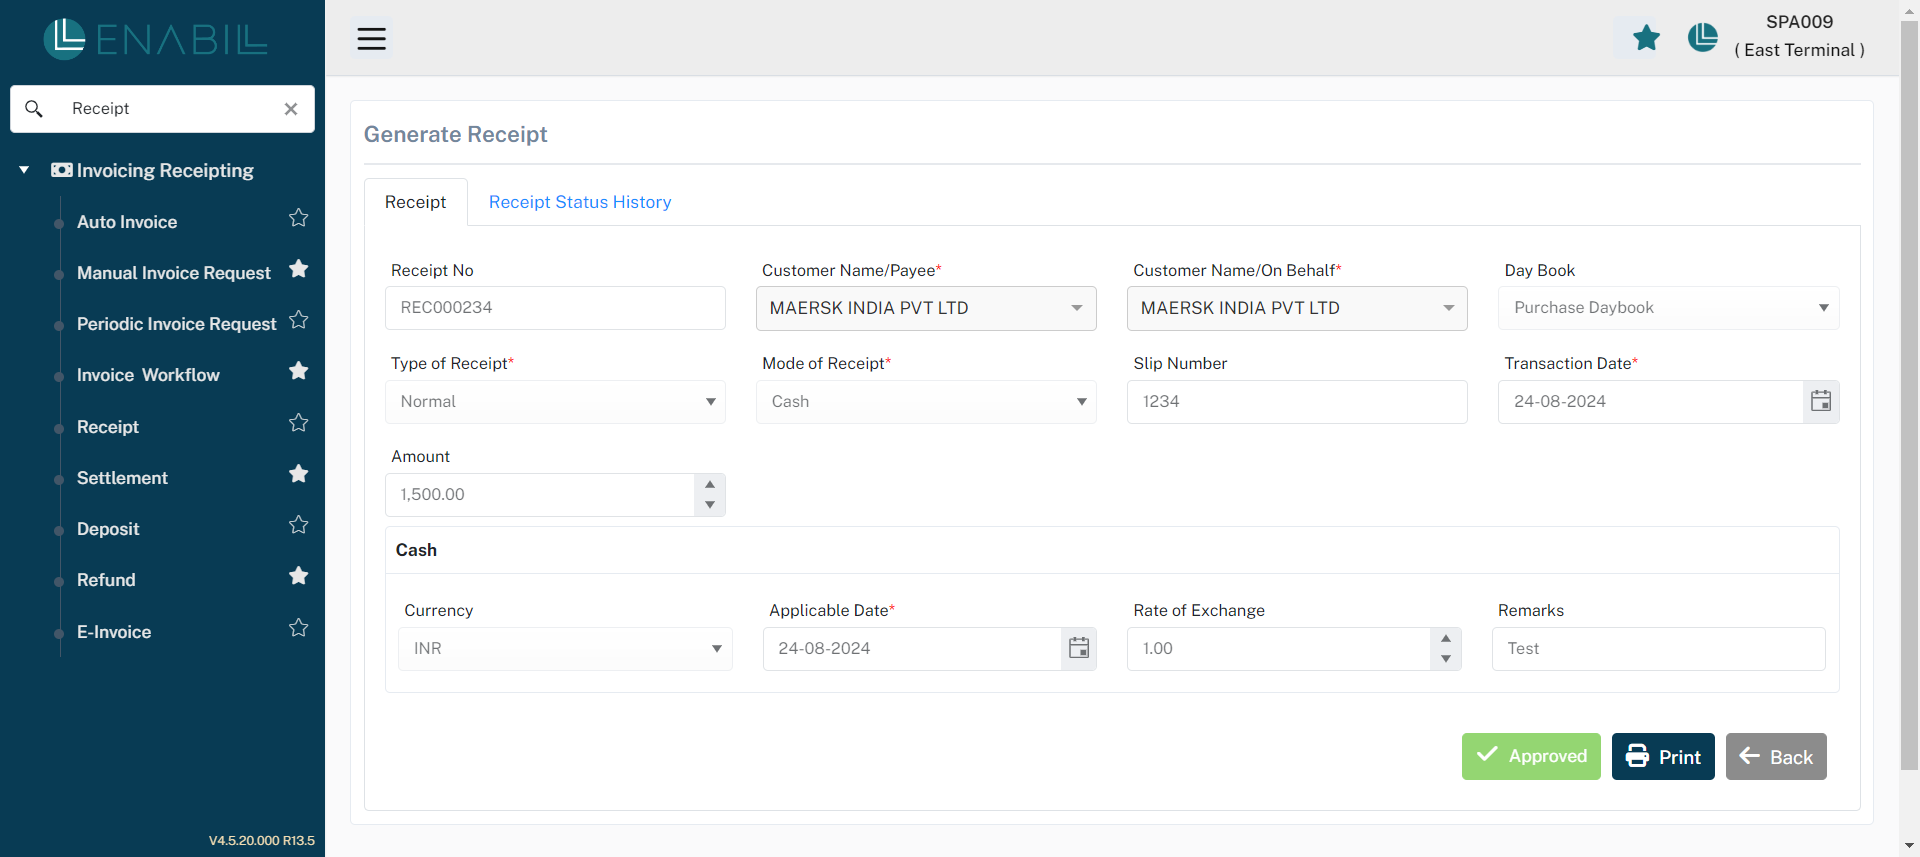 ENABILL
Receipt
Invoicing Receipting
Auto Invoice
Manual Invoice Request
Periodic Invoice Request
Invoice Workflow
Receipt
Settlement
Deposit
Refund
E-Invoice
V4.5.20.000 R13.5
SPA009
( East Terminal )
Generate Receipt
Receipt Receipt Status History
Receipt No Customer Name/Payee* Customer Name/On Behalf* Day Book
REC000234 MAERSK INDIA PVT LTD MAERSK INDIA PVT LTD Purchase Daybook
Type of Receipt* Mode of Receipt* Slip Number Transaction Date*
Normal Cash 1234 24-08-2024
Amount
1,500.00
Cash
Currency Applicable Date* Rate of Exchange Remarks
INR 24-08-2024 1.00 Test
Approved Print Back